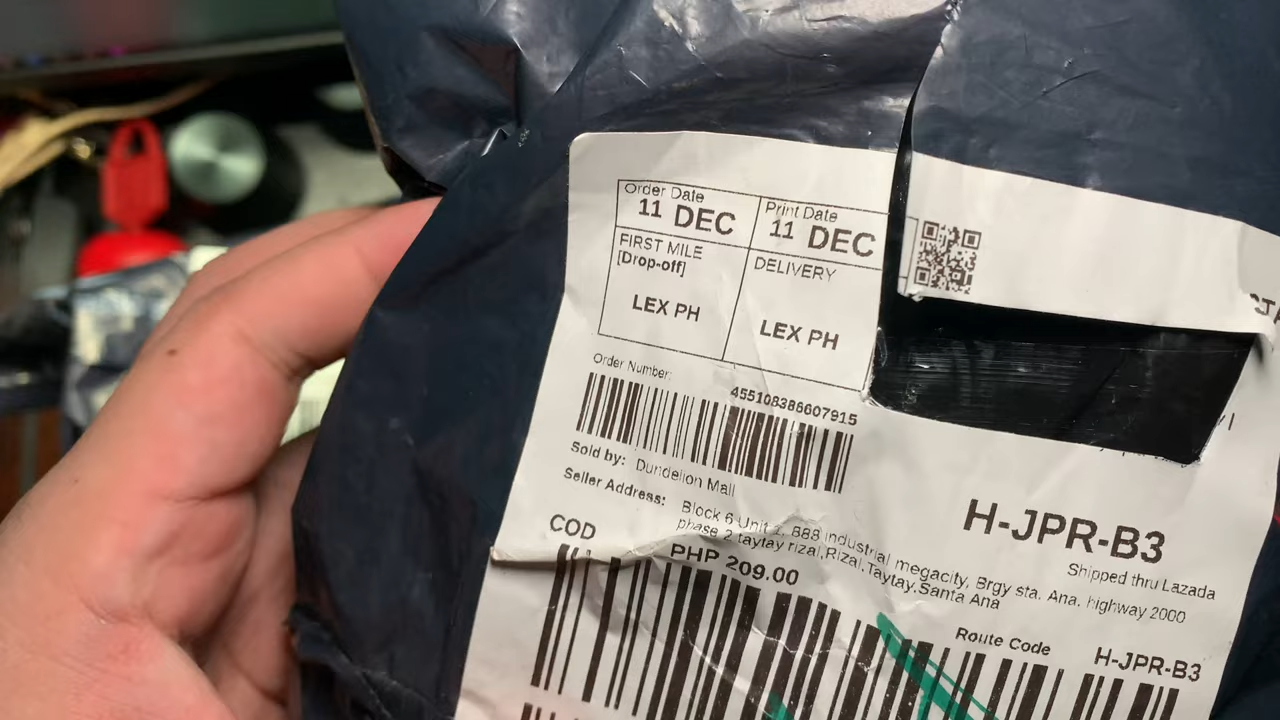 Order Date
11 DEC
Print Date
11 DEC
FIRST MILE
[Drop-off]
LEX PH
DELIVERY
LEX PH
Order Number:
455108386607915
Sold by: Dundelion Mall
Seller Address: Block 6 Unit 1, 888 industrial megacity, Brgy sta. Ana. highway 2000
phase 2 taytay rizal,Rizal,Taytay,Santa Ana
H-JPR-B3
Shipped thru Lazada
COD
PHP 209.00
Route Code
H-JPR-B3